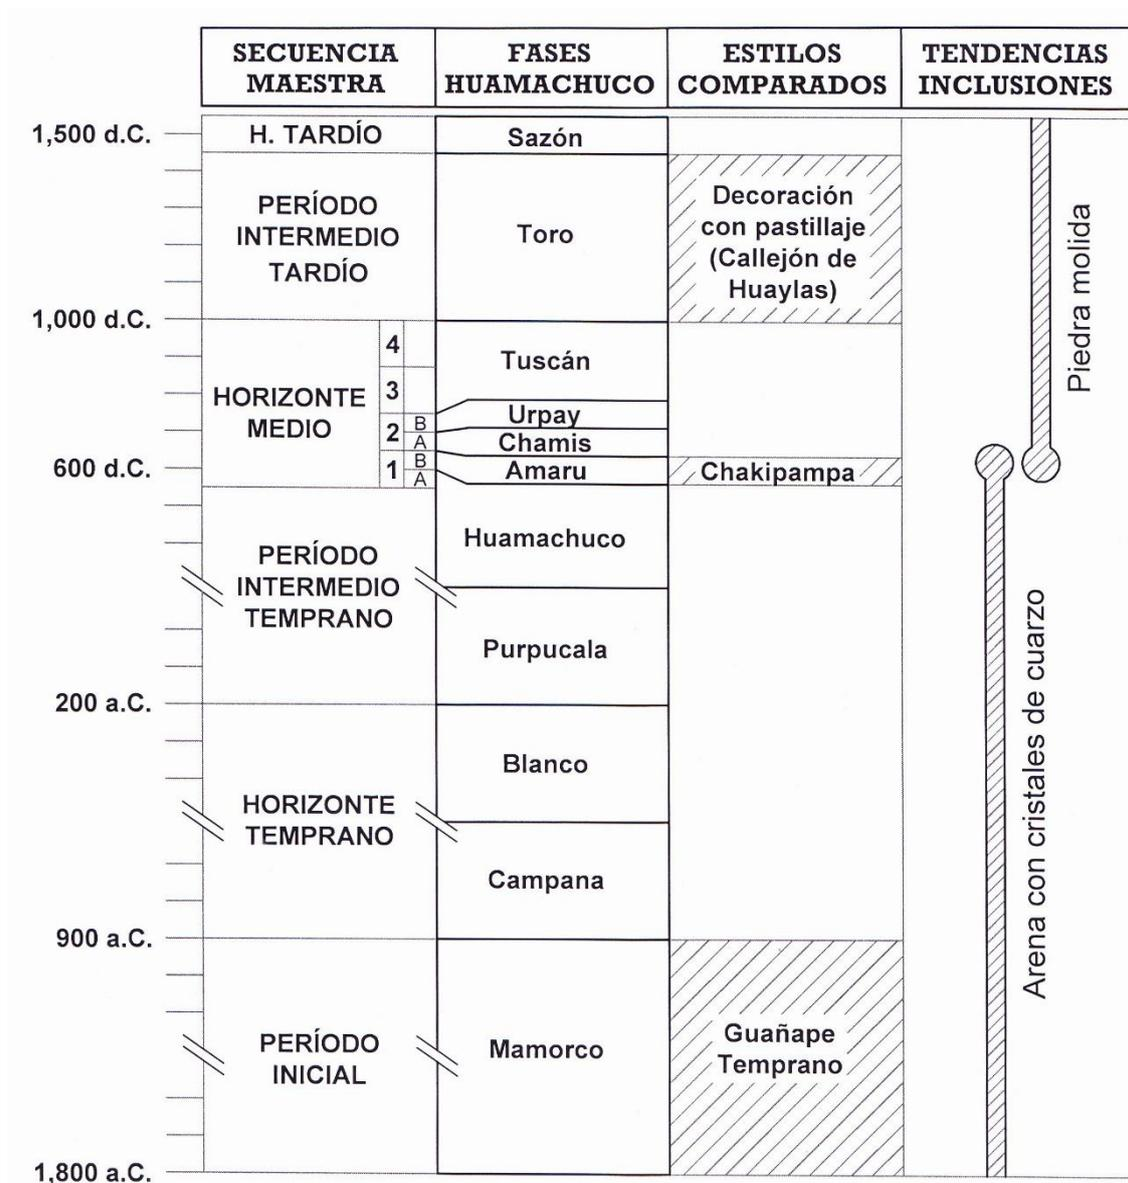 SECUENCIA
MAESTRA
FASES
HUAMACHUCO
ESTILOS
COMPARADOS
TENDENCIAS
INCLUSIONES
1,500 d.C.
H. TARDÍO
Sazón
PERÍODO
INTERMEDIO
TARDÍO
Toro
Decoración
con pastillaje
(Callejón de
Huaylas)
Piedra molida
1,000 d.C.
HORIZONTE
MEDIO
4
3
2
B
A
1
B
A
Tuscán
Urpay
Chamis
600 d.C.
Amaru
Chakipampa
PERÍODO
INTERMEDIO
TEMPRANO
Huamachuco
Purpucala
Arena con cristales de cuarzo
200 a.C.
HORIZONTE
TEMPRANO
Blanco
Campana
900 a.C.
PERÍODO
INICIAL
Mamorco
Guañape
Temprano
1,800 a.C.